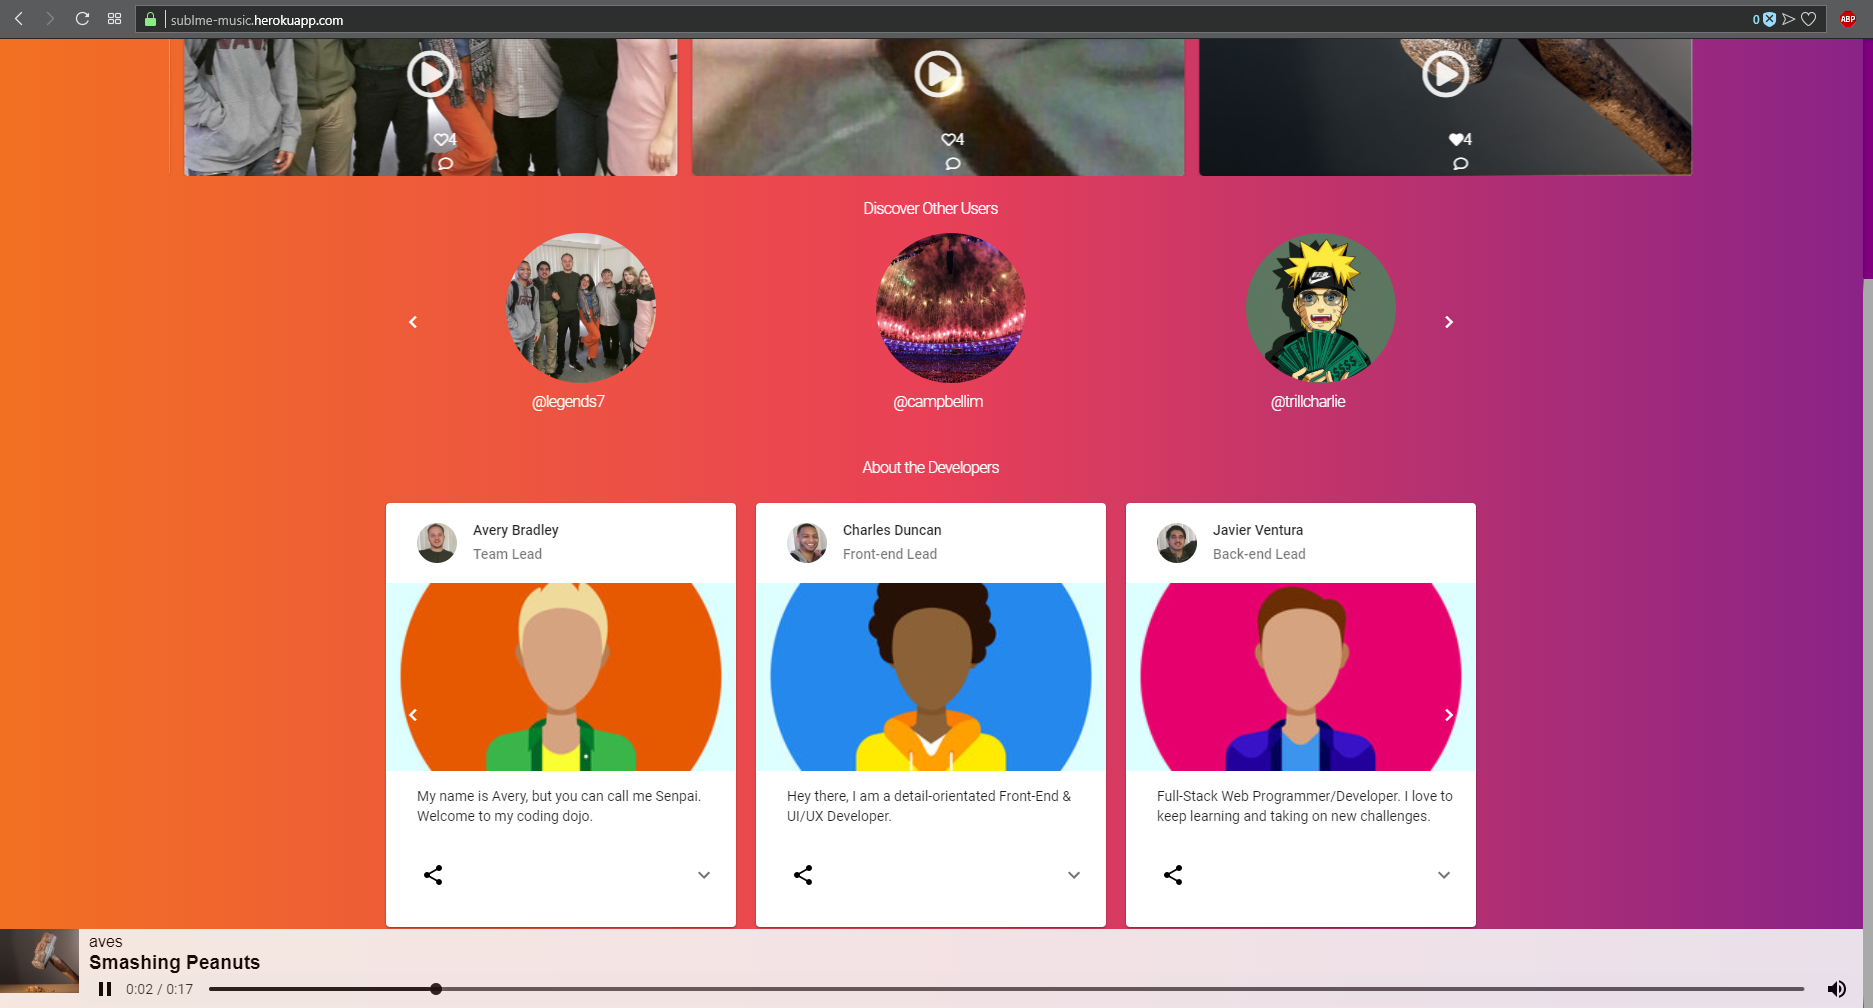 sublme-music.herokuapp.com
0
ABP
4
4
4
Discover Other Users
$$$$
@legends7
@campbellim
@trillcharlie
About the Developers
Avery Bradley
Team Lead
Charles Duncan
Front-end Lead
Javier Ventura
Back-end Lead
My name is Avery, but you can call me Senpai.
Welcome to my coding dojo.
Hey there, I am a detail-orientated Front-End &
UI/UX Developer.
Full-Stack Web Programmer/Developer. I love to
keep learning and taking on new challenges.
aves
Smashing Peanuts
0:02 / 0:17